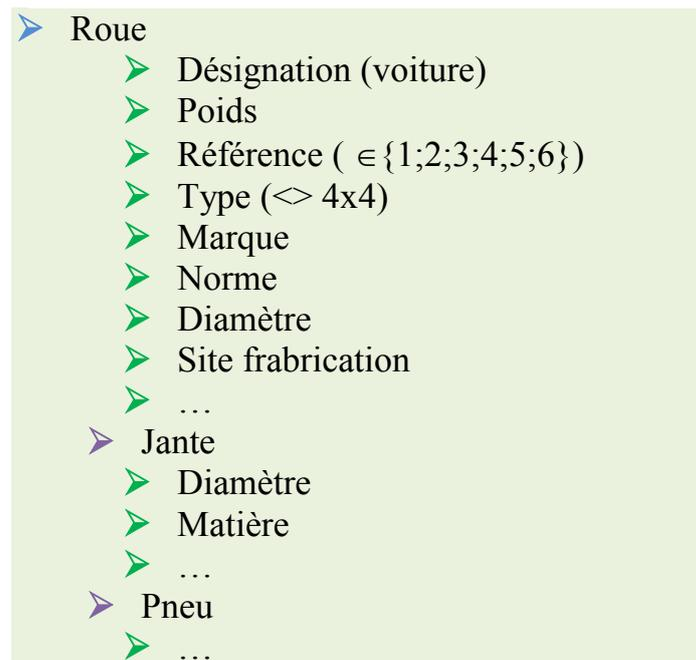 Roue
Désignation (voiture)
Poids
Référence ( ∈{1;2;3;4;5;6})
Type (<> 4x4)
Marque
Norme
Diamètre
Site frabrication
…
Jante
Diamètre
Matière
…
Pneu
…